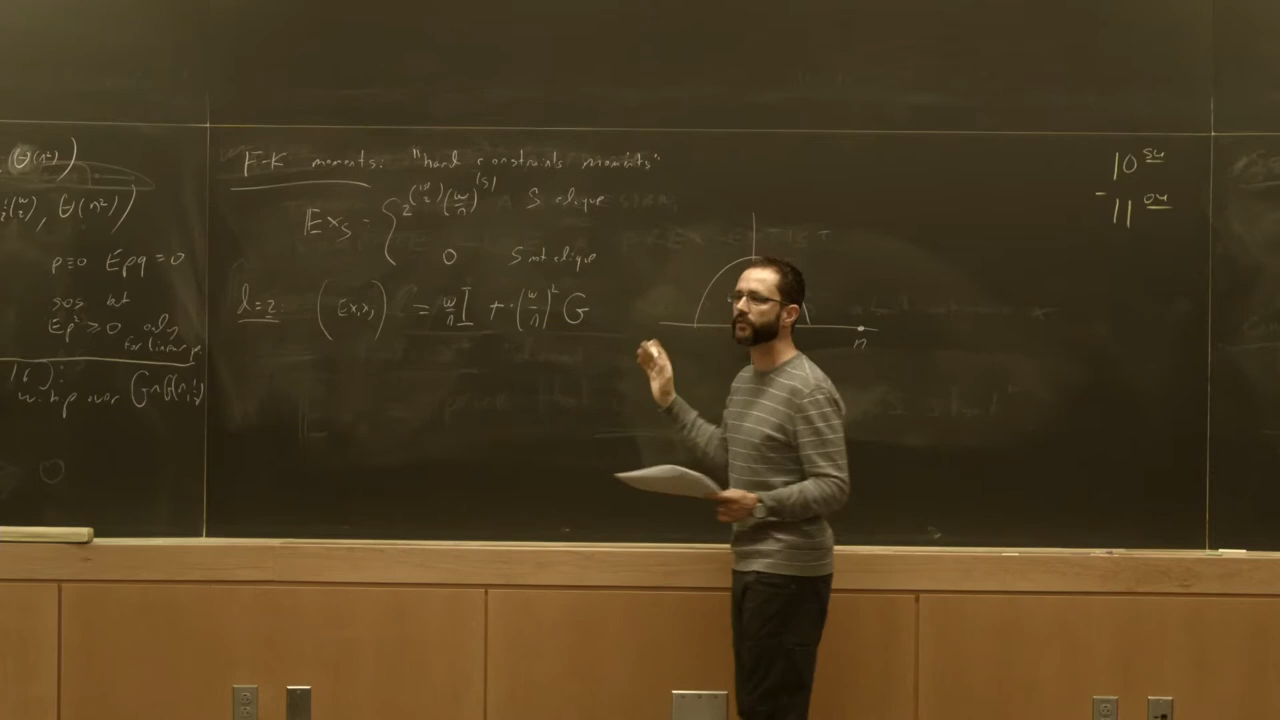 Θ(n²))
Θ(n²))
p≡0 Epq = 0
SOS but
Ep² > 0 only
for linear p.
w.h.p over G~G(n,½)
F-K moments: "hard constraints moments"
Ex_S = { 2^(|S| choose 2) (w/n)^|S| S clique
0 S not clique
d=2: (Ex_i x_j) = w/n I + (w/n)² G
n
10 54
- 11 04